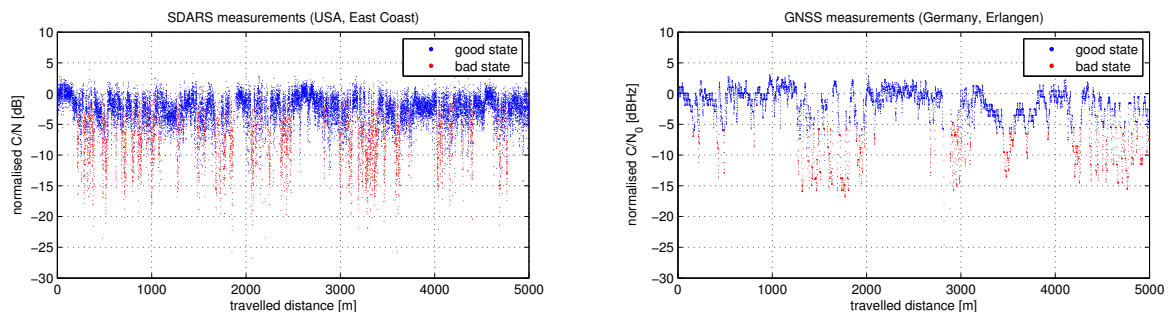 SDARS measurements (USA, East Coast)
10
5
0
−5
−10
−15
−20
−25
−30
normalised C/N [dB]
good state
bad state
0 1000 2000 3000 4000 5000
travelled distance [m]
GNSS measurements (Germany, Erlangen)
10
5
0
−5
−10
−15
−20
−25
−30
normalised C/N0 [dBHz]
good state
bad state
0 1000 2000 3000 4000 5000
travelled distance [m]